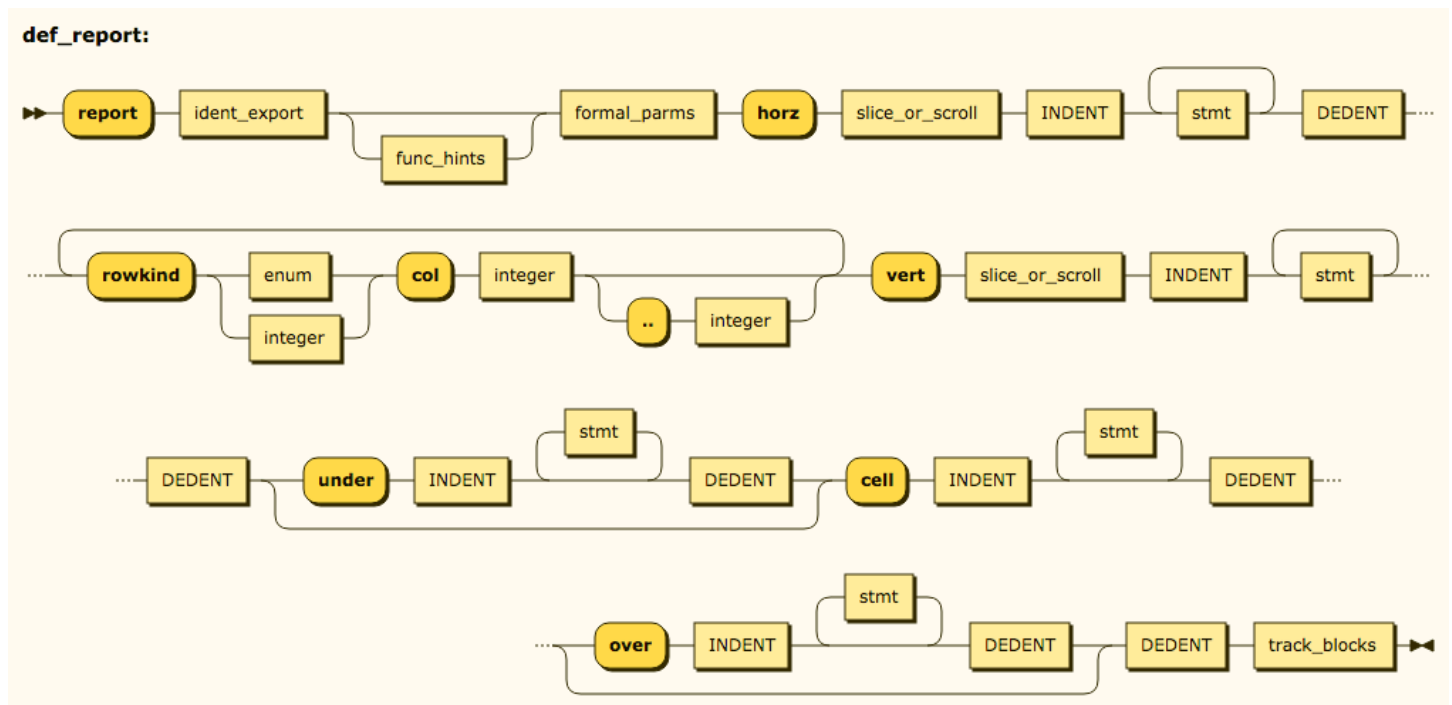 def_report:
report ident_export formal_parms horz slice_or_scroll INDENT stmt DEDENT
func_hints
rowkind enum col integer vert slice_or_scroll INDENT stmt
integer .. integer
stmt stmt
DEDENT under INDENT DEDENT cell INDENT DEDENT
stmt
over INDENT DEDENT DEDENT track_blocks